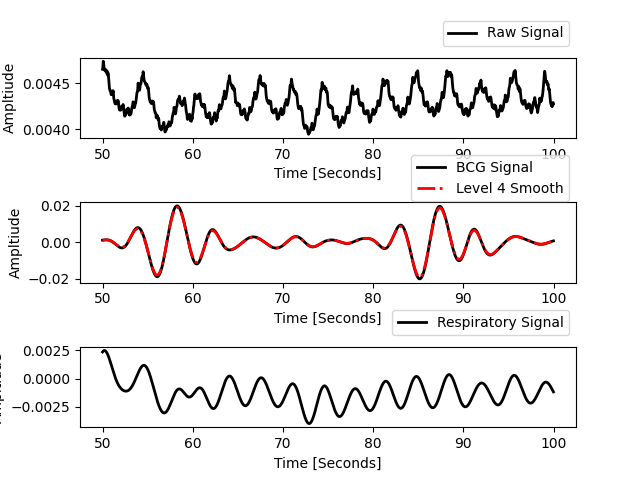 Raw Signal
Ampltiude
0.0045
0.0040
50 60 70 80 90 100
Time [Seconds]
BCG Signal
Level 4 Smooth
Ampltiude
0.02
0.00
−0.02
50 60 70 80 90 100
Time [Seconds]
Respiratory Signal
0.0025
0.0000
−0.0025
50 60 70 80 90 100
Time [Seconds]